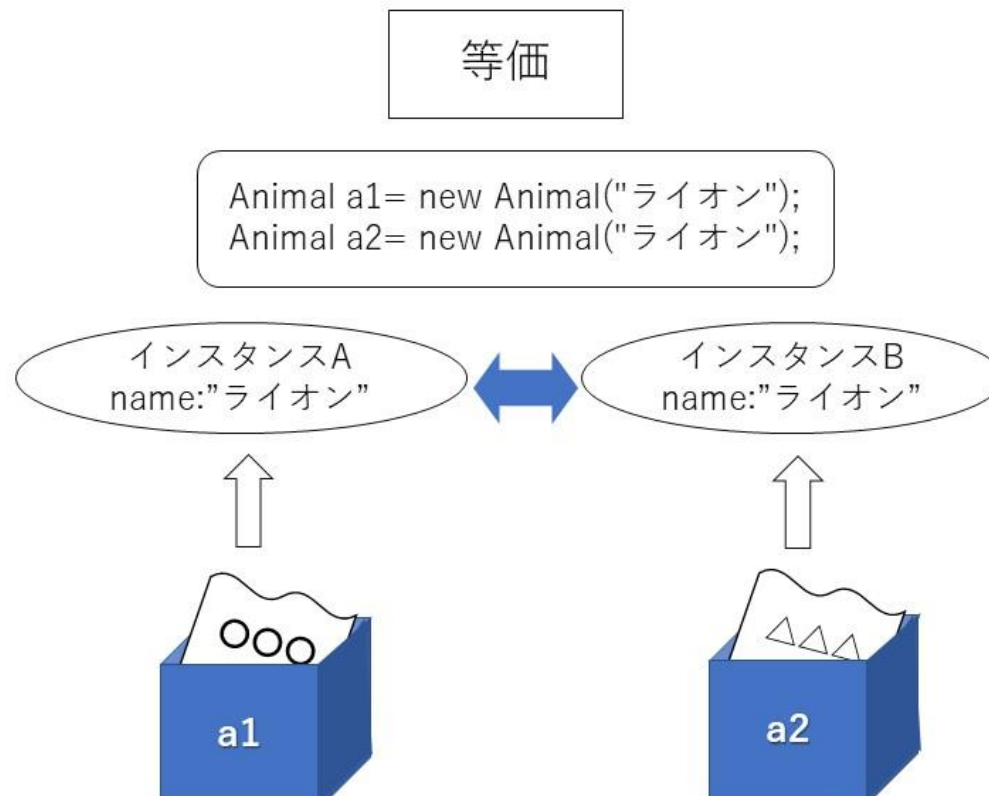 等価
Animal a1= new Animal("ライオン");
Animal a2= new Animal("ライオン");
インスタンスA
name:”ライオン”
インスタンスB
name:”ライオン”
a1
a2